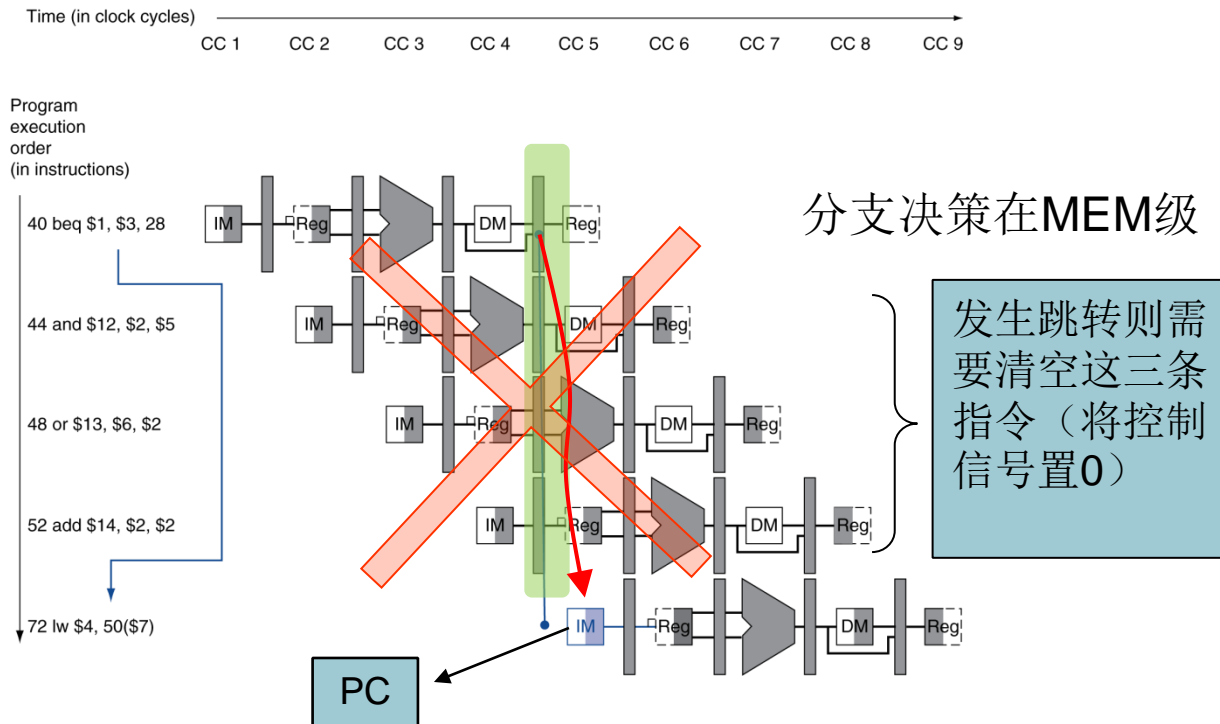 Time (in clock cycles)
CC 1 CC 2 CC 3 CC 4 CC 5 CC 6 CC 7 CC 8 CC 9
Program
execution
order
(in instructions)
40 beq $1, $3, 28
IM Reg DM Reg
分支决策在MEM级
44 and $12, $2, $5
IM Reg DM Reg
48 or $13, $6, $2
IM Reg DM Reg
52 add $14, $2, $2
IM Reg DM Reg
发生跳转则需
要清空这三条
指令（将控制
信号置0）
72 lw $4, 50($7)
IM Reg DM Reg
PC